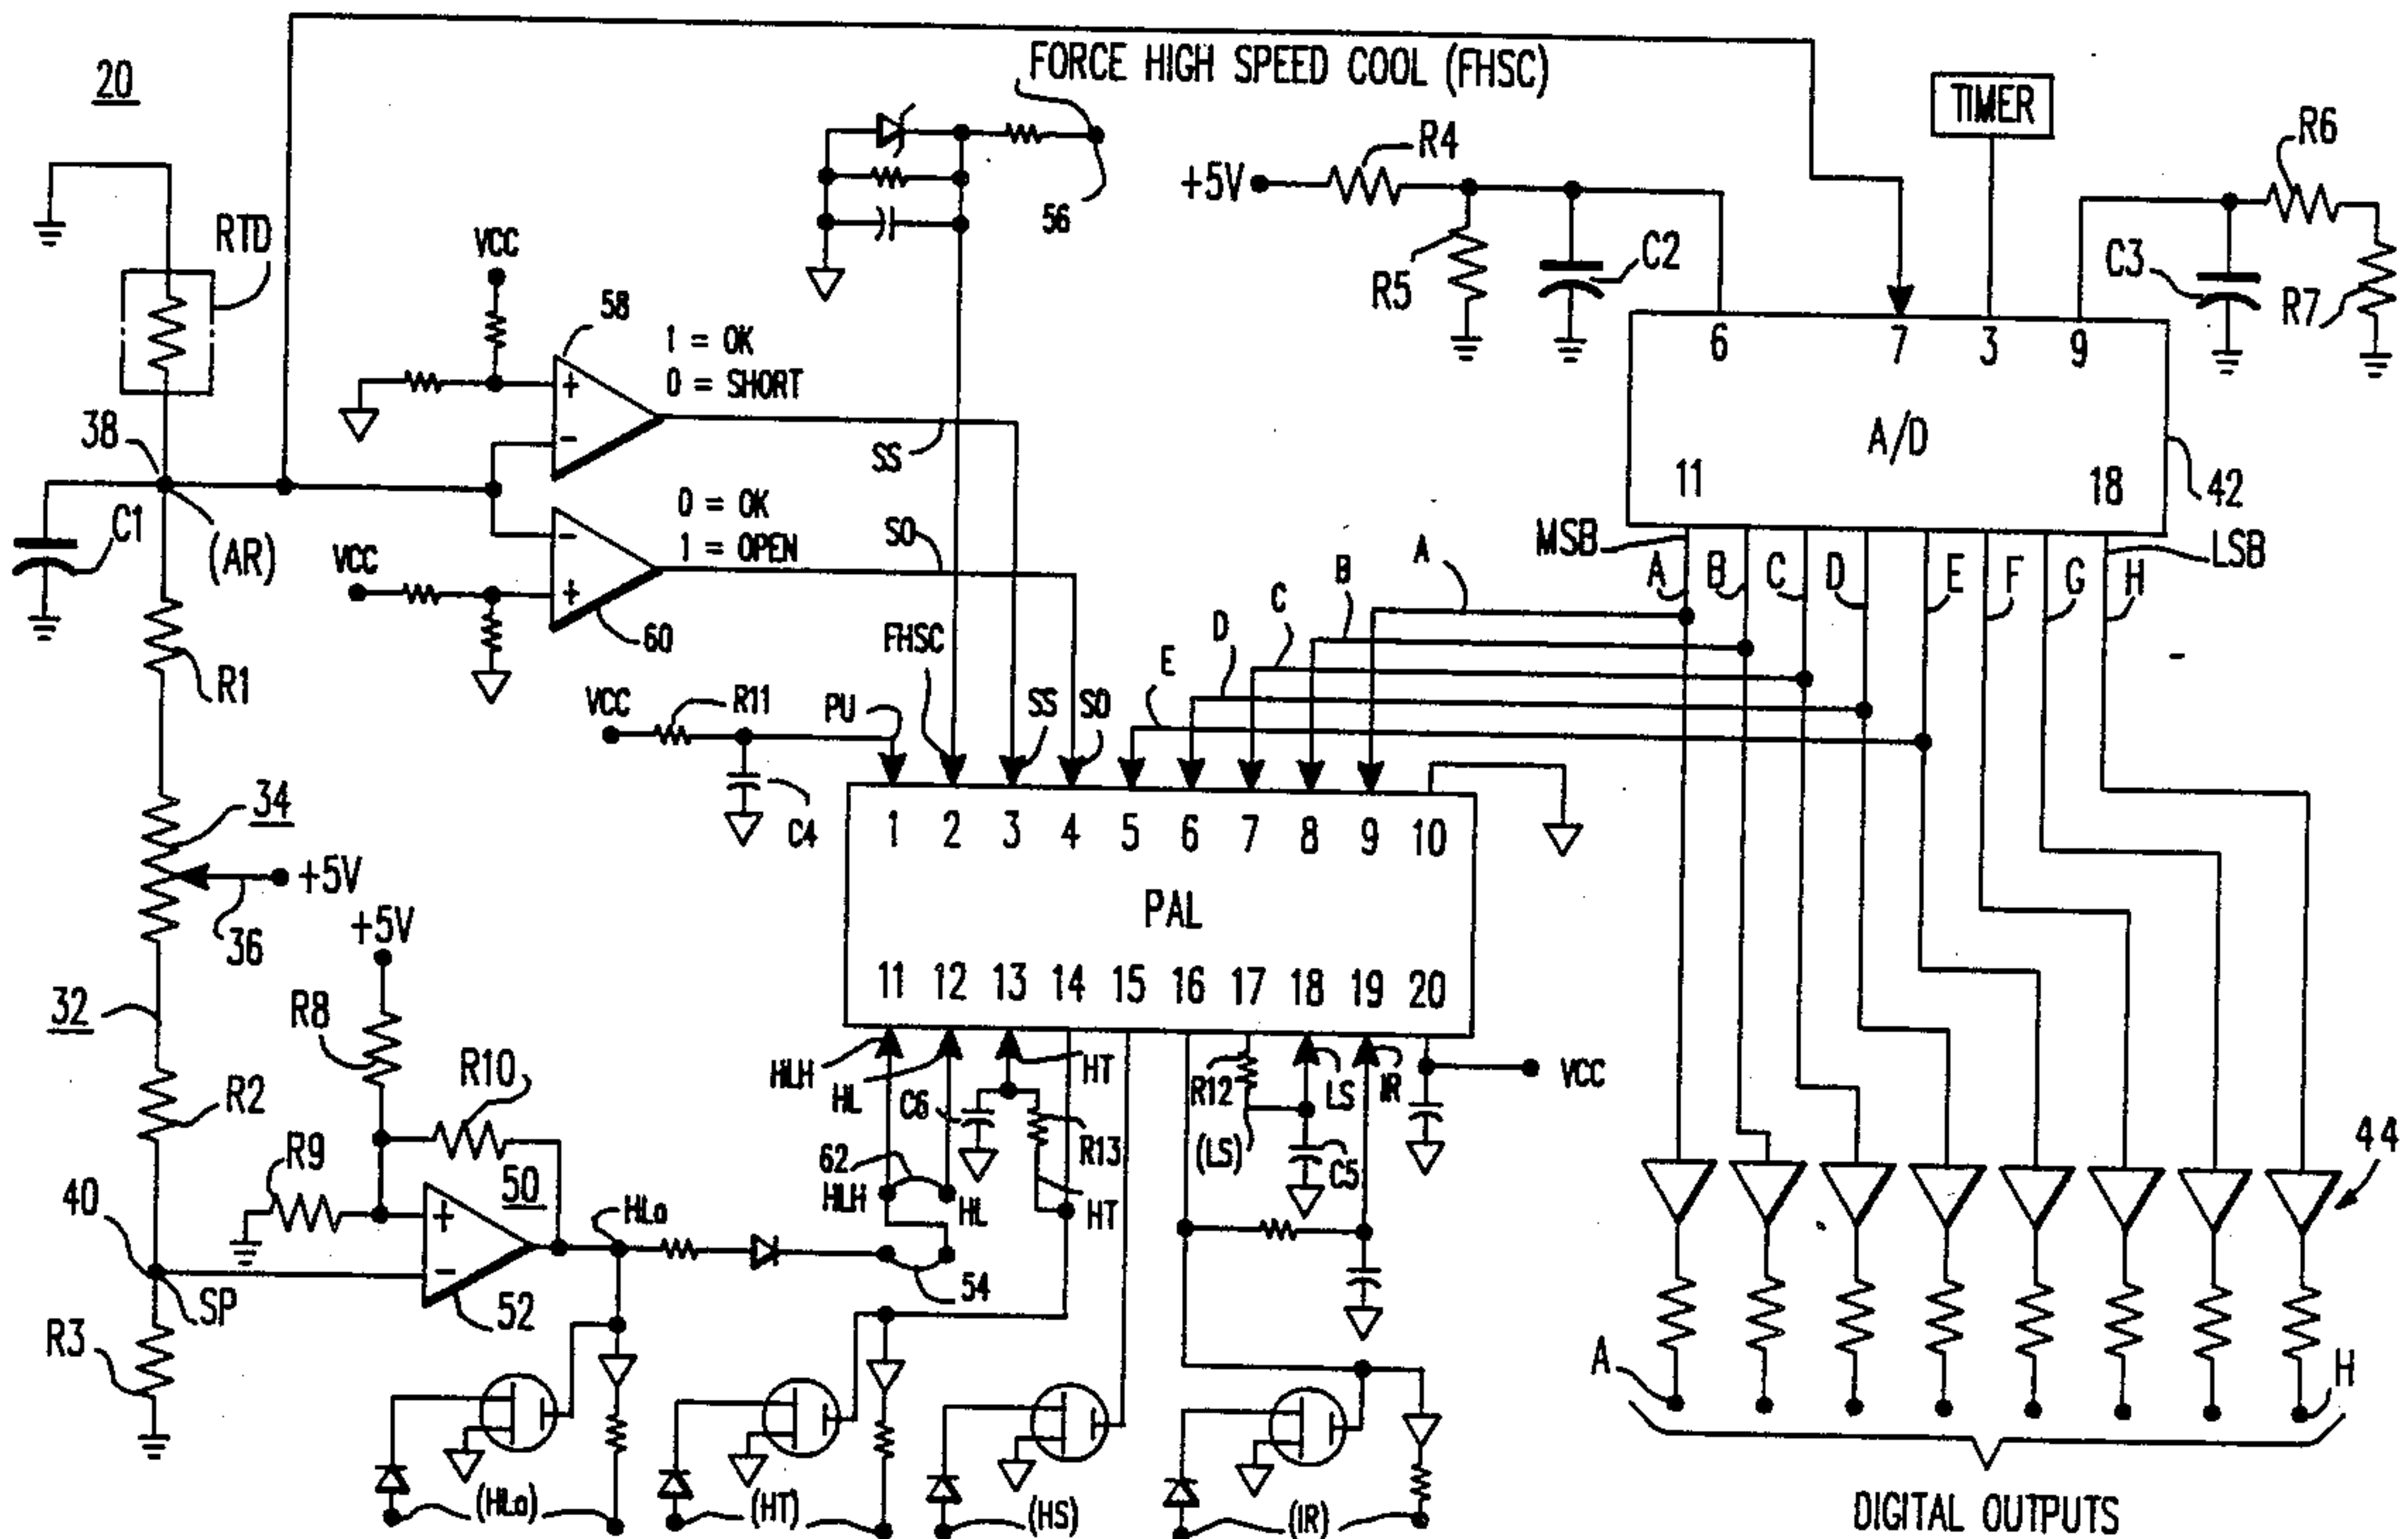 20
FORCE HIGH SPEED COOL (FHSC)
TIMER
R4
R6
+5V
56
RTD
VCC
58
1 = OK
0 = SHORT
R5
C2
C3
R7
6 7 3 9
A/D
11 18
42
38
SS
(AR)
C1
0 = OK
1 = OPEN
SO
VCC
60
MSB
LSB
A B C D E F G H
A
B
C
D
E
FHSC
R1
VCC
R11
PU
SS
SO
C4
1 2 3 4 5 6 7 8 9 10
PAL
11 12 13 14 15 16 17 18 19 20
34
+5V
36
+5V
32
R8
R10
R2
R9
50
40
SP
52
R3
HLH
HL
C6
HT
R13
HT
HT
62
HLH
HL
54
HLo
R12
(LS)
LS
C5
IR
VCC
44
A
H
(HLo)
(HT)
(HS)
(IR)
DIGITAL OUTPUTS